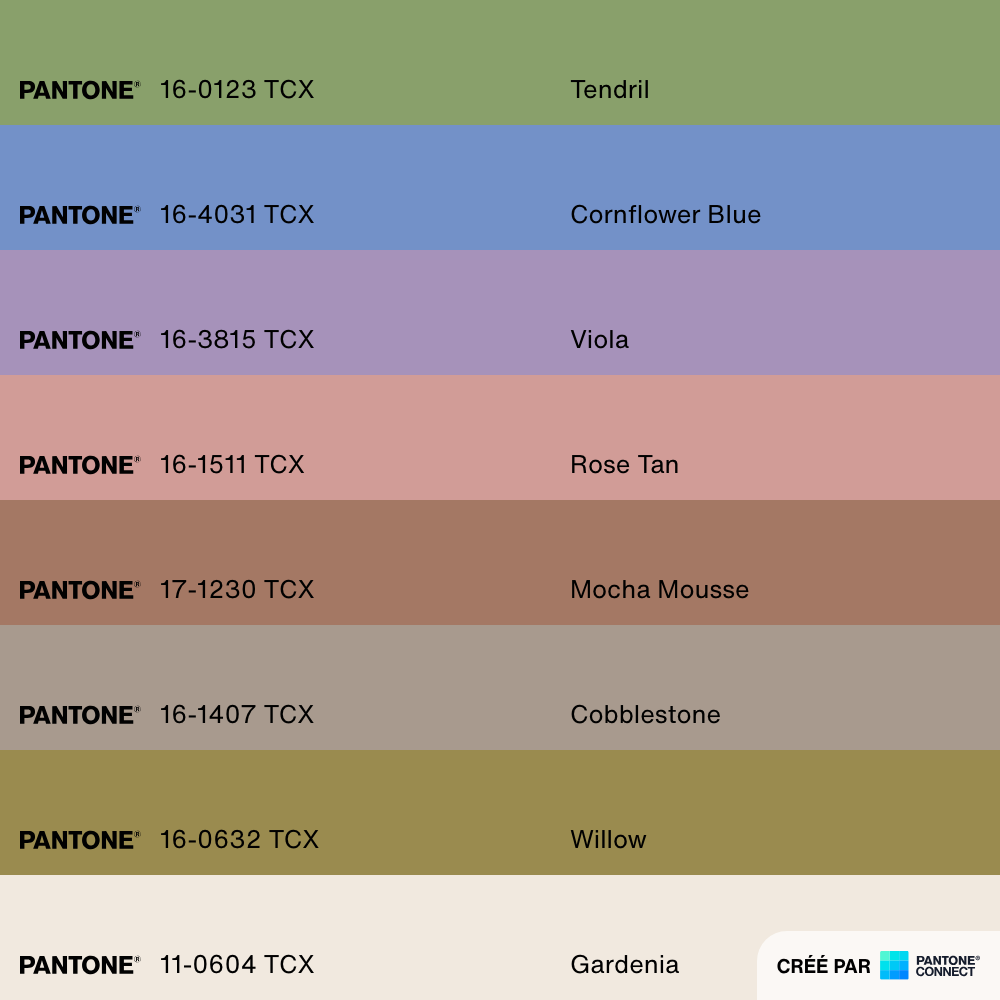 PANTONE® 16-0123 TCX Tendril
PANTONE® 16-4031 TCX Cornflower Blue
PANTONE® 16-3815 TCX Viola
PANTONE® 16-1511 TCX Rose Tan
PANTONE® 17-1230 TCX Mocha Mousse
PANTONE® 16-1407 TCX Cobblestone
PANTONE® 16-0632 TCX Willow
PANTONE® 11-0604 TCX Gardenia
CRÉÉ PAR PANTONE®
CONNECT